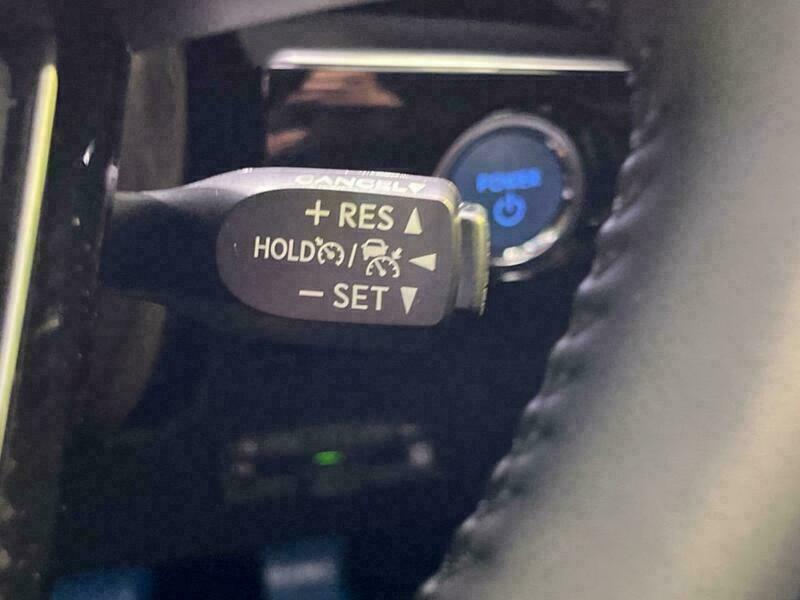 CANCEL
+ RES
HOLD /
− SET
POWER